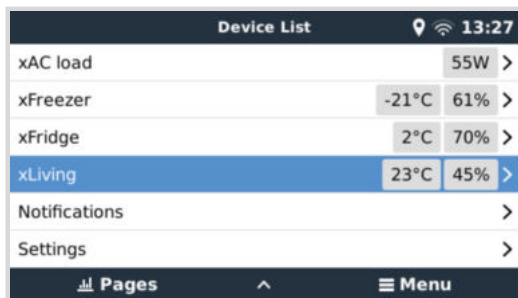 Device List 13:27
xAC load 55W
xFreezer -21°C 61%
xFridge 2°C 70%
xLiving 23°C 45%
Notifications
Settings
Pages Menu